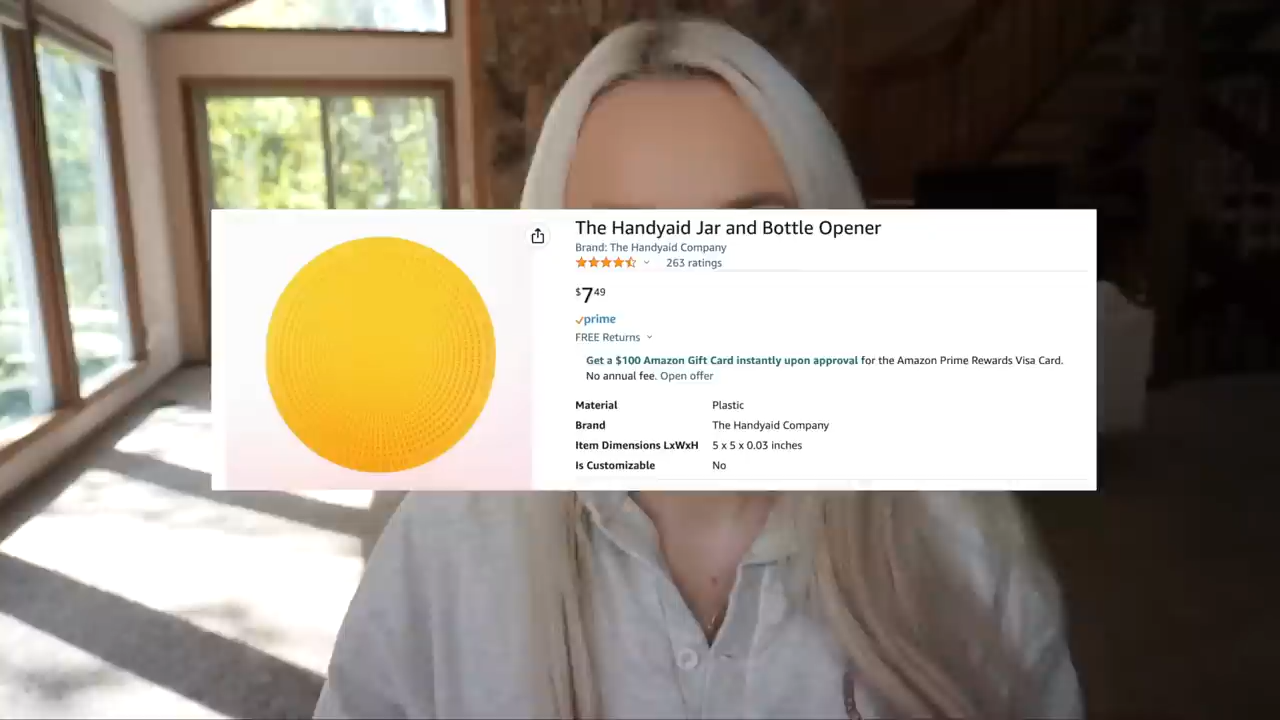 The Handyaid Jar and Bottle Opener
Brand: The Handyaid Company
263 ratings
$7.49
prime
FREE Returns
Get a $100 Amazon Gift Card instantly upon approval for the Amazon Prime Rewards Visa Card.
No annual fee. Open offer
Material Plastic
Brand The Handyaid Company
Item Dimensions LxWxH 5 x 5 x 0.03 inches
Is Customizable No